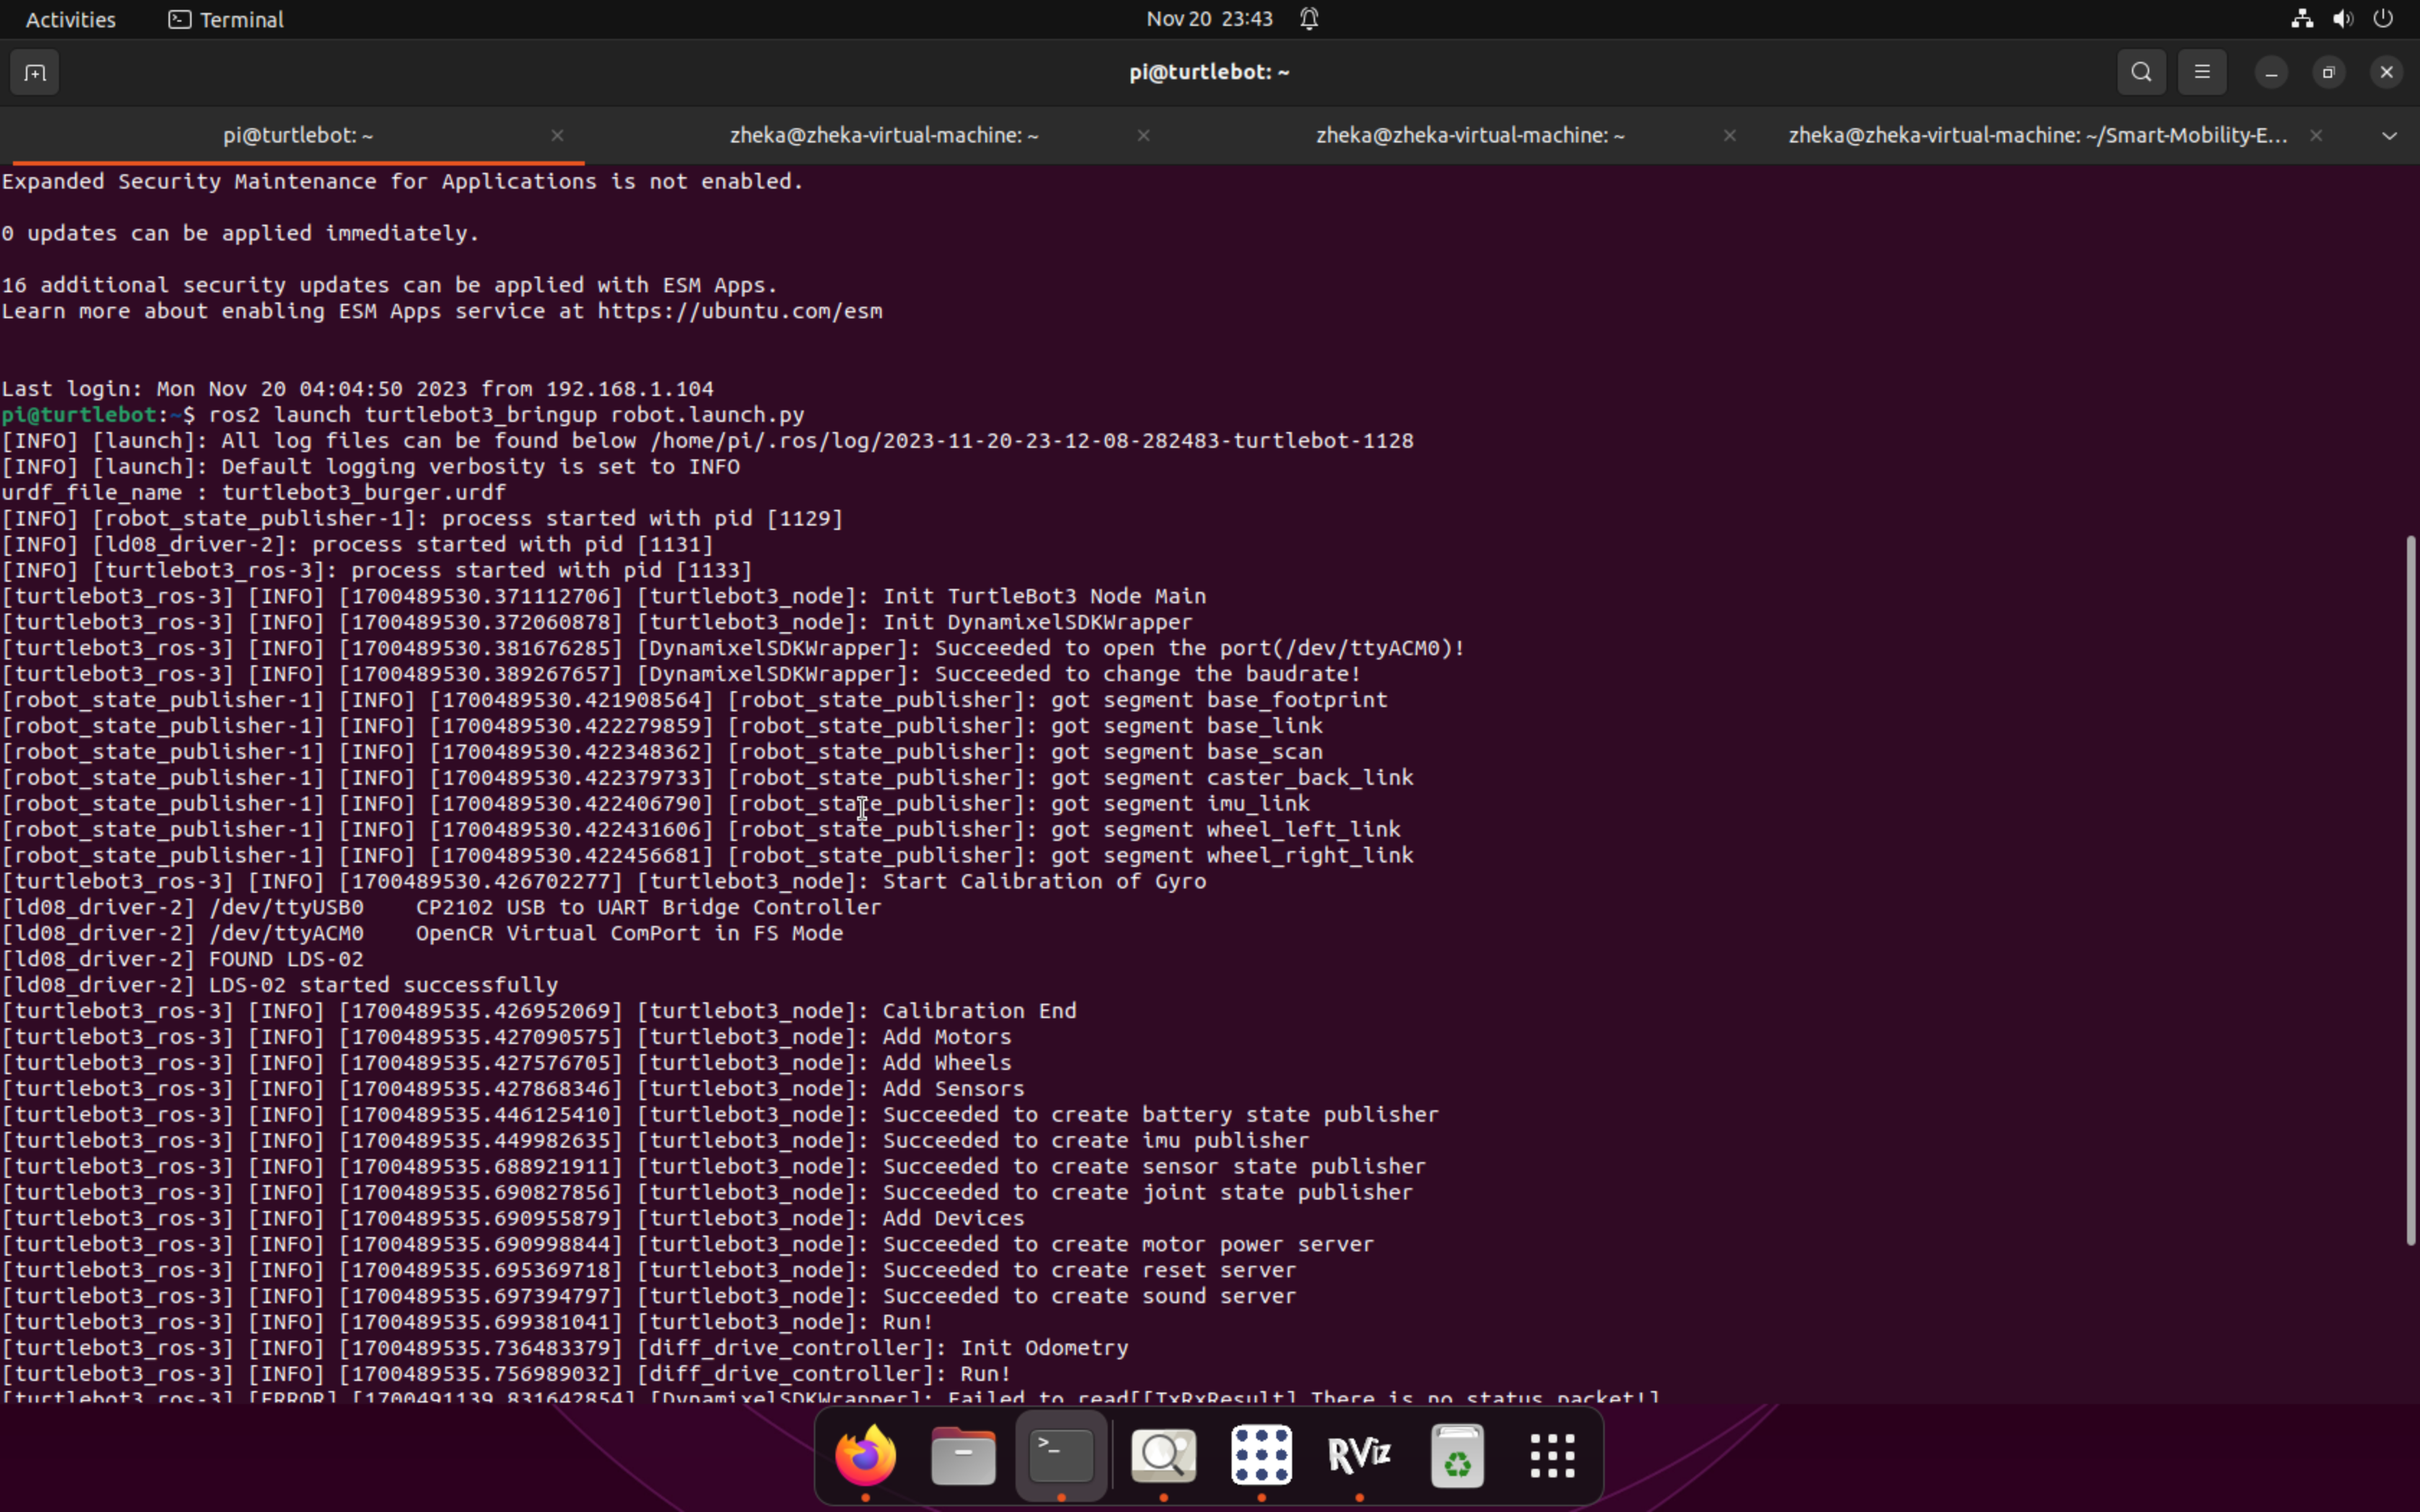 Activities Terminal Nov 20 23:43
pi@turtlebot: ~
pi@turtlebot: ~ zheka@zheka-virtual-machine: ~ zheka@zheka-virtual-machine: ~ zheka@zheka-virtual-machine: ~/Smart-Mobility-E...
Expanded Security Maintenance for Applications is not enabled.
0 updates can be applied immediately.
16 additional security updates can be applied with ESM Apps.
Learn more about enabling ESM Apps service at https://ubuntu.com/esm
Last login: Mon Nov 20 04:04:50 2023 from 192.168.1.104
pi@turtlebot:~$ ros2 launch turtlebot3_bringup robot.launch.py
[INFO] [launch]: All log files can be found below /home/pi/.ros/log/2023-11-20-23-12-08-282483-turtlebot-1128
[INFO] [launch]: Default logging verbosity is set to INFO
urdf_file_name : turtlebot3_burger.urdf
[INFO] [robot_state_publisher-1]: process started with pid [1129]
[INFO] [ld08_driver-2]: process started with pid [1131]
[INFO] [turtlebot3_ros-3]: process started with pid [1133]
[turtlebot3_ros-3] [INFO] [1700489530.371112706] [turtlebot3_node]: Init TurtleBot3 Node Main
[turtlebot3_ros-3] [INFO] [1700489530.372060878] [turtlebot3_node]: Init DynamixelSDKWrapper
[turtlebot3_ros-3] [INFO] [1700489530.381676285] [DynamixelSDKWrapper]: Succeeded to open the port(/dev/ttyACM0)!
[turtlebot3_ros-3] [INFO] [1700489530.389267657] [DynamixelSDKWrapper]: Succeeded to change the baudrate!
[robot_state_publisher-1] [INFO] [1700489530.421908564] [robot_state_publisher]: got segment base_footprint
[robot_state_publisher-1] [INFO] [1700489530.422279859] [robot_state_publisher]: got segment base_link
[robot_state_publisher-1] [INFO] [1700489530.422348362] [robot_state_publisher]: got segment base_scan
[robot_state_publisher-1] [INFO] [1700489530.422379733] [robot_state_publisher]: got segment caster_back_link
[robot_state_publisher-1] [INFO] [1700489530.422406790] [robot_state_publisher]: got segment imu_link
[robot_state_publisher-1] [INFO] [1700489530.422431606] [robot_state_publisher]: got segment wheel_left_link
[robot_state_publisher-1] [INFO] [1700489530.422456681] [robot_state_publisher]: got segment wheel_right_link
[turtlebot3_ros-3] [INFO] [1700489530.426702277] [turtlebot3_node]: Start Calibration of Gyro
[ld08_driver-2] /dev/ttyUSB0    CP2102 USB to UART Bridge Controller
[ld08_driver-2] /dev/ttyACM0    OpenCR Virtual ComPort in FS Mode
[ld08_driver-2] FOUND LDS-02
[ld08_driver-2] LDS-02 started successfully
[turtlebot3_ros-3] [INFO] [1700489535.426952069] [turtlebot3_node]: Calibration End
[turtlebot3_ros-3] [INFO] [1700489535.427090575] [turtlebot3_node]: Add Motors
[turtlebot3_ros-3] [INFO] [1700489535.427576705] [turtlebot3_node]: Add Wheels
[turtlebot3_ros-3] [INFO] [1700489535.427868346] [turtlebot3_node]: Add Sensors
[turtlebot3_ros-3] [INFO] [1700489535.446125410] [turtlebot3_node]: Succeeded to create battery state publisher
[turtlebot3_ros-3] [INFO] [1700489535.449982635] [turtlebot3_node]: Succeeded to create imu publisher
[turtlebot3_ros-3] [INFO] [1700489535.688921911] [turtlebot3_node]: Succeeded to create sensor state publisher
[turtlebot3_ros-3] [INFO] [1700489535.690827856] [turtlebot3_node]: Succeeded to create joint state publisher
[turtlebot3_ros-3] [INFO] [1700489535.690955879] [turtlebot3_node]: Add Devices
[turtlebot3_ros-3] [INFO] [1700489535.690998844] [turtlebot3_node]: Succeeded to create motor power server
[turtlebot3_ros-3] [INFO] [1700489535.695369718] [turtlebot3_node]: Succeeded to create reset server
[turtlebot3_ros-3] [INFO] [1700489535.697394797] [turtlebot3_node]: Succeeded to create sound server
[turtlebot3_ros-3] [INFO] [1700489535.699381041] [turtlebot3_node]: Run!
[turtlebot3_ros-3] [INFO] [1700489535.736483379] [diff_drive_controller]: Init Odometry
[turtlebot3_ros-3] [INFO] [1700489535.756989032] [diff_drive_controller]: Run!
[turtlebot3_ros-3] [ERROR] [1700491139.831642854] [DynamixelSDKWrapper]: Failed to read[[TxRxResult] There is no status packet!]
RViz